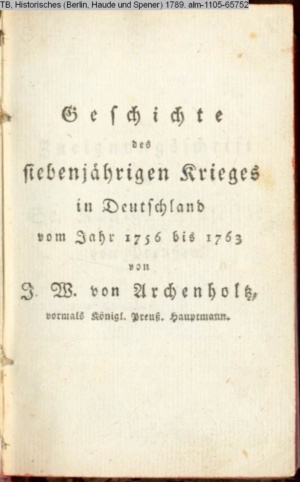 TB, Historisches (Berlin, Haude und Spener) 1789. alm-1105-65752
Geschichte
des
siebenjährigen Krieges
in Deutschland
vom Jahr 1756 bis 1763
von
J. W. von Archenholtz,
vormals Königl. Preuß. Hauptmann.